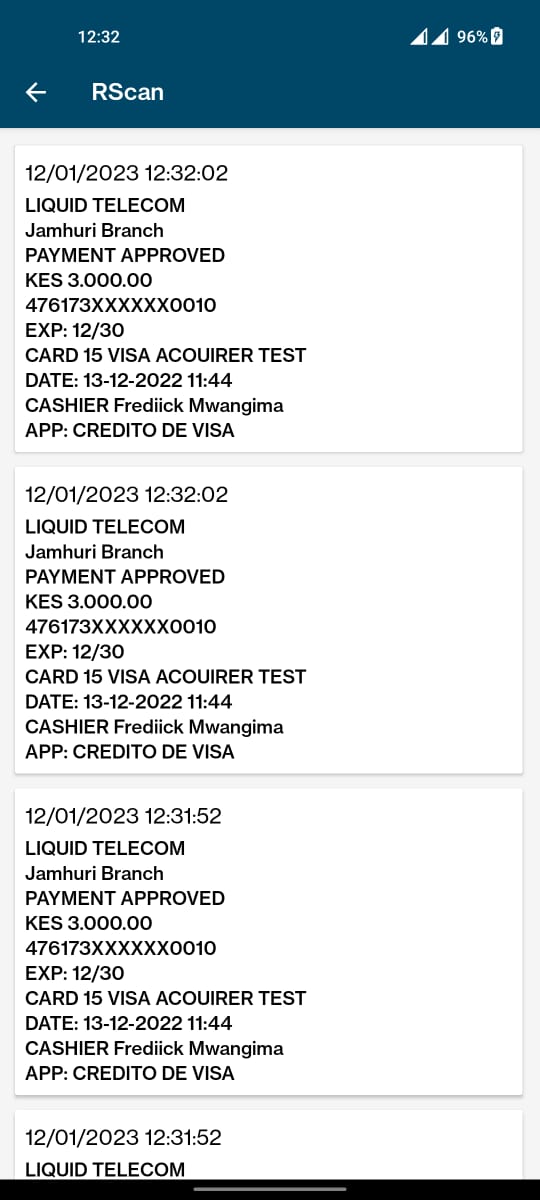 12:32
96%
RScan
12/01/2023 12:32:02
LIQUID TELECOM
Jamhuri Branch
PAYMENT APPROVED
KES 3.000.00
476173XXXXXX0010
EXP: 12/30
CARD 15 VISA ACOUIRER TEST
DATE: 13-12-2022 11:44
CASHIER Frediick Mwangima
APP: CREDITO DE VISA
12/01/2023 12:32:02
LIQUID TELECOM
Jamhuri Branch
PAYMENT APPROVED
KES 3.000.00
476173XXXXXX0010
EXP: 12/30
CARD 15 VISA ACOUIRER TEST
DATE: 13-12-2022 11:44
CASHIER Frediick Mwangima
APP: CREDITO DE VISA
12/01/2023 12:31:52
LIQUID TELECOM
Jamhuri Branch
PAYMENT APPROVED
KES 3.000.00
476173XXXXXX0010
EXP: 12/30
CARD 15 VISA ACOUIRER TEST
DATE: 13-12-2022 11:44
CASHIER Frediick Mwangima
APP: CREDITO DE VISA
12/01/2023 12:31:52
LIQUID TELECOM